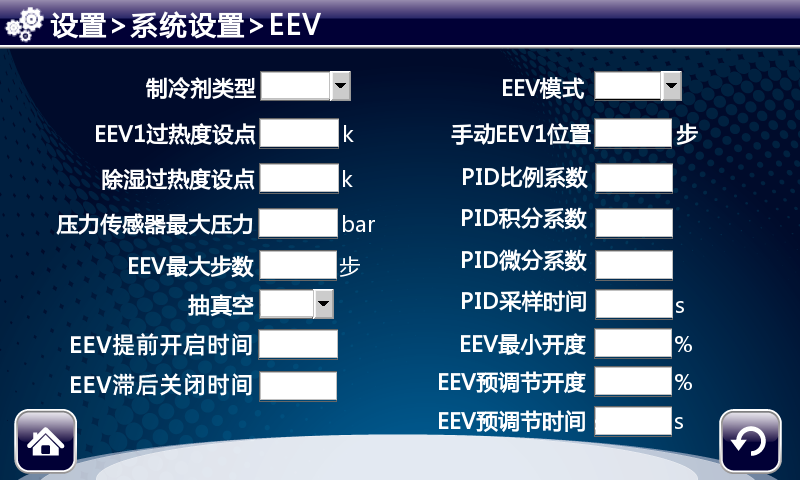 设置>系统设置>EEV
制冷剂类型
EEV1过热度设点 k
除湿过热度设点 k
压力传感器最大压力 bar
EEV最大步数 步
抽真空
EEV提前开启时间
EEV滞后关闭时间
EEV模式
手动EEV1位置 步
PID比例系数
PID积分系数
PID微分系数
PID采样时间 s
EEV最小开度 %
EEV预调节开度 %
EEV预调节时间 s